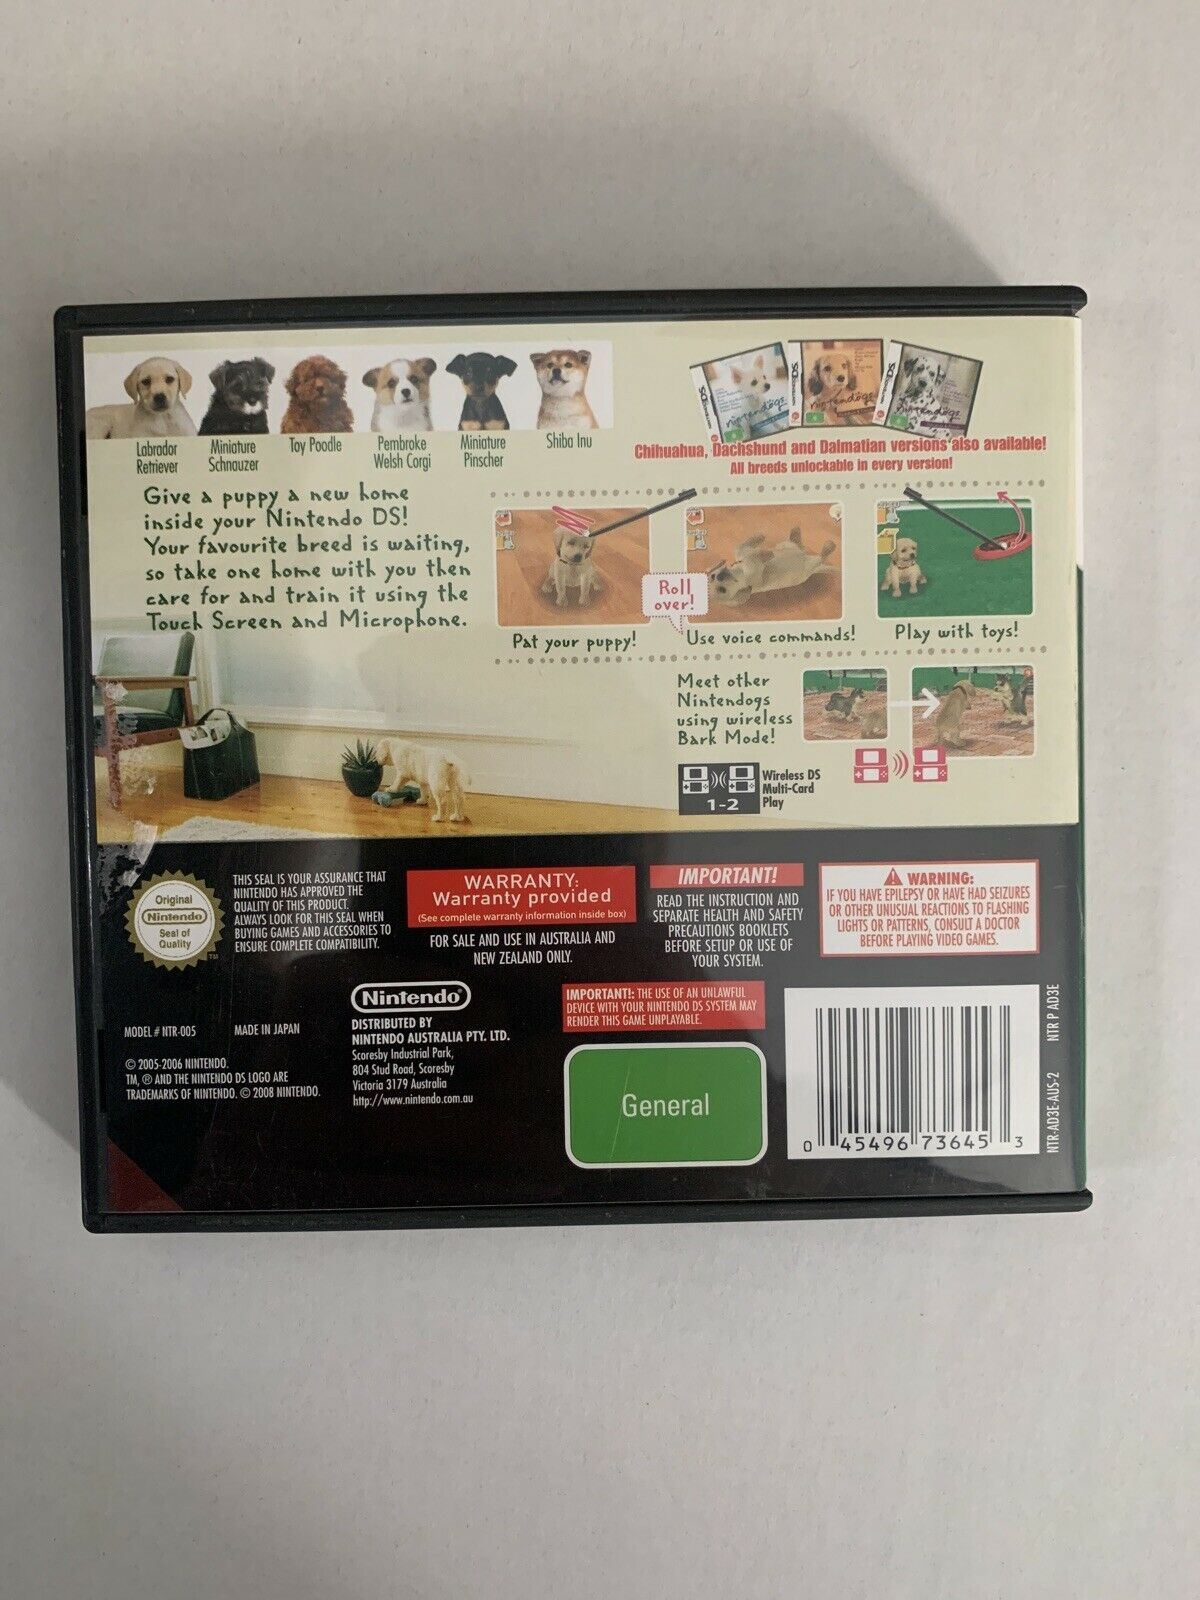 Labrador
Retriever
Miniature
Schnauzer
Toy Poodle
Pembroke
Welsh Corgi
Miniature
Pinscher
Shiba Inu
nintendogs
nintendogs
nintendogs
Chihuahua, Dachshund and Dalmatian versions also available!
All breeds unlockable in every version!
Give a puppy a new home
inside your Nintendo DS!
Your favourite breed is waiting,
so take one home with you then
care for and train it using the
Touch Screen and Microphone.
Roll
over!
Pat your puppy!
Use voice commands!
Play with toys!
Meet other
Nintendogs
using wireless
Bark Mode!
1-2
Wireless DS
Multi-Card
Play
Original
Nintendo
Seal of
Quality
TM
THIS SEAL IS YOUR ASSURANCE THAT
NINTENDO HAS APPROVED THE
QUALITY OF THIS PRODUCT.
ALWAYS LOOK FOR THIS SEAL WHEN
BUYING GAMES AND ACCESSORIES TO
ENSURE COMPLETE COMPATIBILITY.
WARRANTY:
Warranty provided
(See complete warranty information inside box)
FOR SALE AND USE IN AUSTRALIA AND
NEW ZEALAND ONLY.
IMPORTANT!
READ THE INSTRUCTION AND
SEPARATE HEALTH AND SAFETY
PRECAUTIONS BOOKLETS
BEFORE SETUP OR USE OF
YOUR SYSTEM.
WARNING:
IF YOU HAVE EPILEPSY OR HAVE HAD SEIZURES
OR OTHER UNUSUAL REACTIONS TO FLASHING
LIGHTS OR PATTERNS, CONSULT A DOCTOR
BEFORE PLAYING VIDEO GAMES.
MODEL # NTR-005
MADE IN JAPAN
© 2005-2006 NINTENDO.
TM, ® AND THE NINTENDO DS LOGO ARE
TRADEMARKS OF NINTENDO. © 2008 NINTENDO.
Nintendo®
DISTRIBUTED BY
NINTENDO AUSTRALIA PTY. LTD.
Scoresby Industrial Park,
804 Stud Road, Scoresby
Victoria 3179 Australia
http://www.nintendo.com.au
IMPORTANT!: THE USE OF AN UNLAWFUL
DEVICE WITH YOUR NINTENDO DS SYSTEM MAY
RENDER THIS GAME UNPLAYABLE.
General
0 45496 73645 3
NTR-AD3E-AUS-2
NTR P AD3E